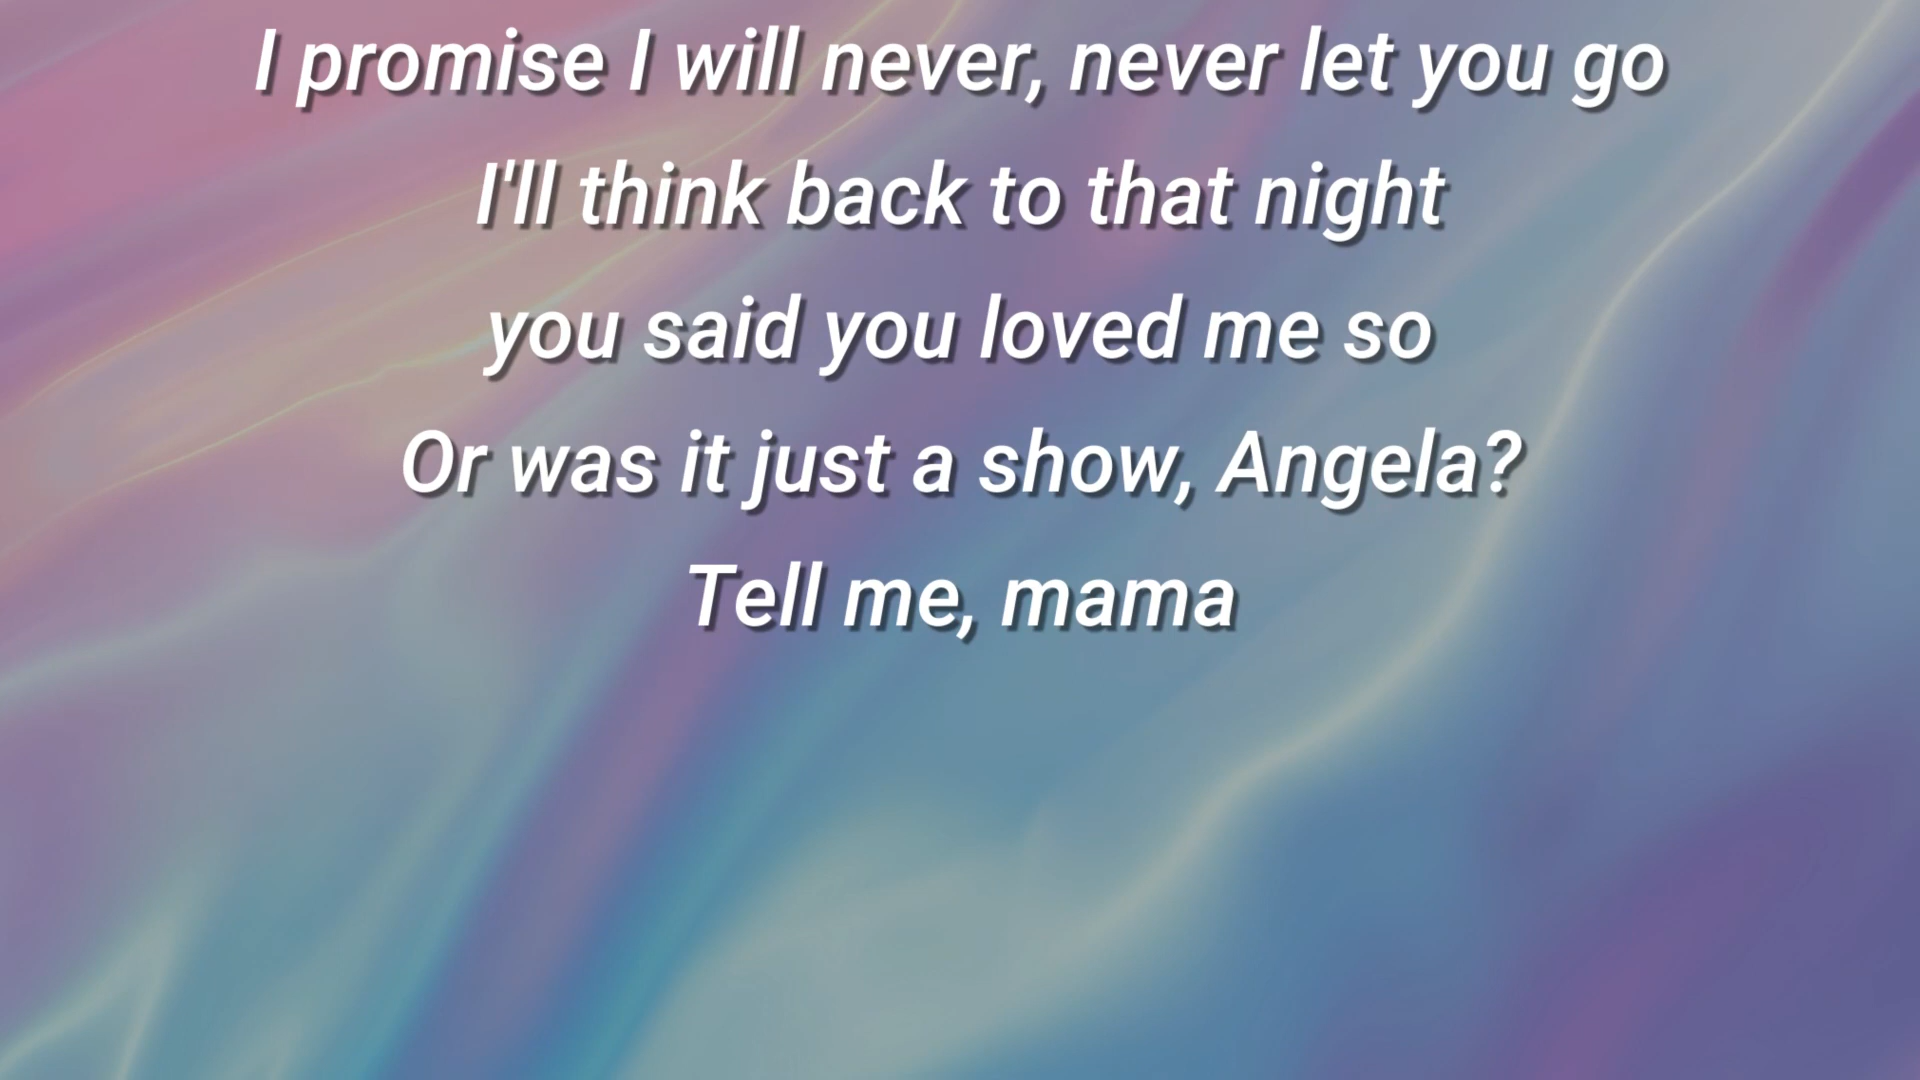 I promise I will never, never let you go
I'll think back to that night
you said you loved me so
Or was it just a show, Angela?
Tell me, mama